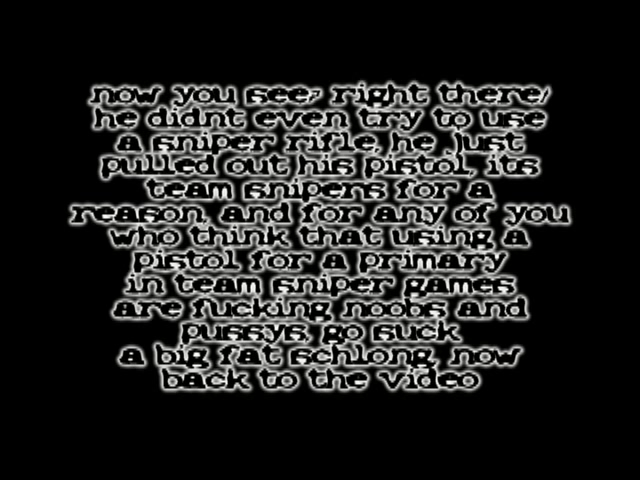 now you see? right there,
he didnt even try to use
a sniper rifle, he just
pulled out his pistol, its
team snipers for a
reason, and for any of you
who think that using a
pistol for a primary
in team sniper games
are fucking noobs and
pussys, go suck
a big fat schlong, now
back to the video